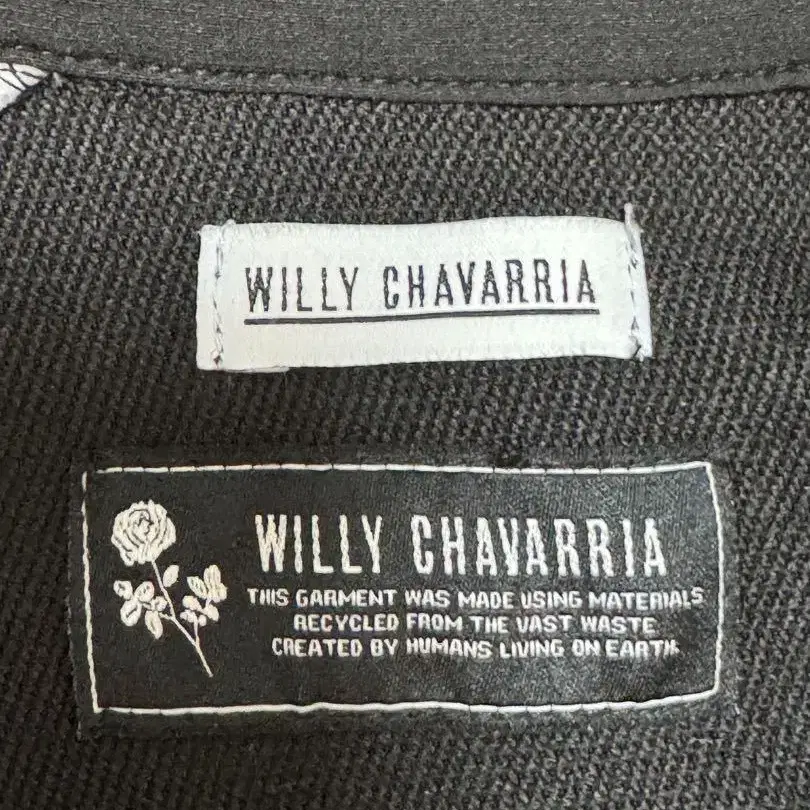 WILLY CHAVARRIA
WILLY CHAVARRIA
THIS GARMENT WAS MADE USING MATERIALS
RECYCLED FROM THE VAST WASTE
CREATED BY HUMANS LIVING ON EARTH